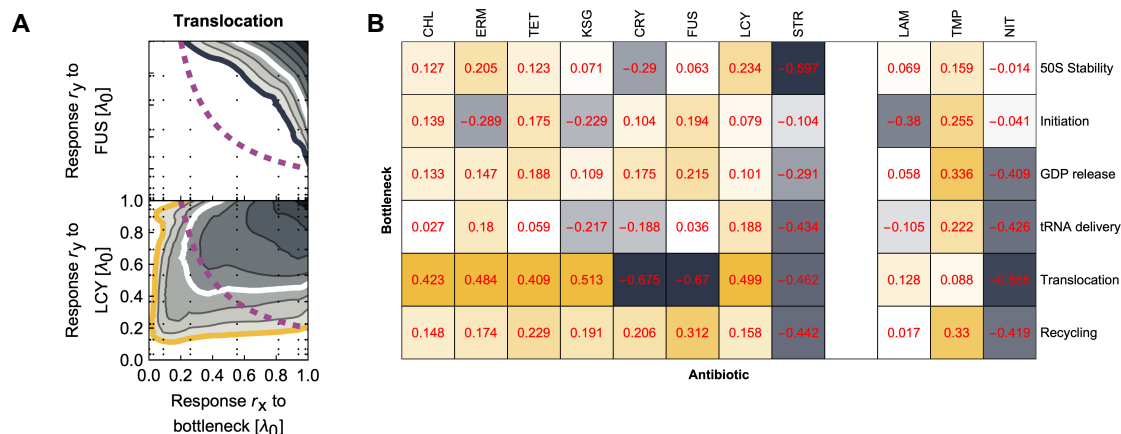 A
Translocation
Response ry to
FUS [λ0]
Response ry to
LCY [λ0]
1.0
0.8
0.6
0.4
0.2
0.0
0.0 0.2 0.4 0.6 0.8 1.0
Response rx to
bottleneck [λ0]
B
CHL ERM TET KSG CRY FUS LCY STR LAM TMP NIT
Bottleneck
0.127 0.205 0.123 0.071 −0.29 0.063 0.234 −0.597 0.069 0.159 −0.014 50S Stability
0.139 −0.289 0.175 −0.229 0.104 0.194 0.079 −0.104 −0.38 0.255 −0.041 Initiation
0.133 0.147 0.188 0.109 0.175 0.215 0.101 −0.291 0.058 0.336 −0.409 GDP release
0.027 0.18 0.059 −0.217 −0.188 0.036 0.188 −0.434 −0.105 0.222 −0.426 tRNA delivery
0.423 0.484 0.409 0.513 −0.675 −0.67 0.499 −0.462 0.128 0.088 Translocation
0.148 0.174 0.229 0.191 0.206 0.312 0.158 −0.442 0.017 0.33 −0.419 Recycling
Antibiotic